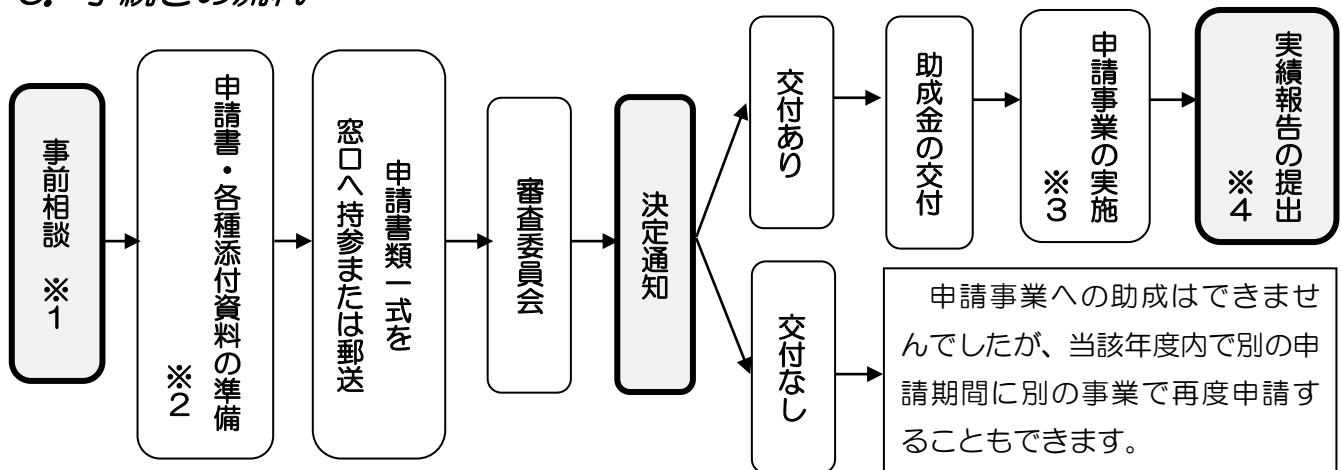 手続きの流れ
事前相談 ※1
申請書・各種添付資料の準備
※2
申請書類一式を
窓口へ持参または郵送
審査委員会
決定通知
交付あり
助成金の交付
申請事業の実施
※3
実績報告の提出
※4
交付なし
申請事業への助成はできませ
んでしたが、当該年度内で別の申
請期間に別の事業で再度申請す
ることもできます。